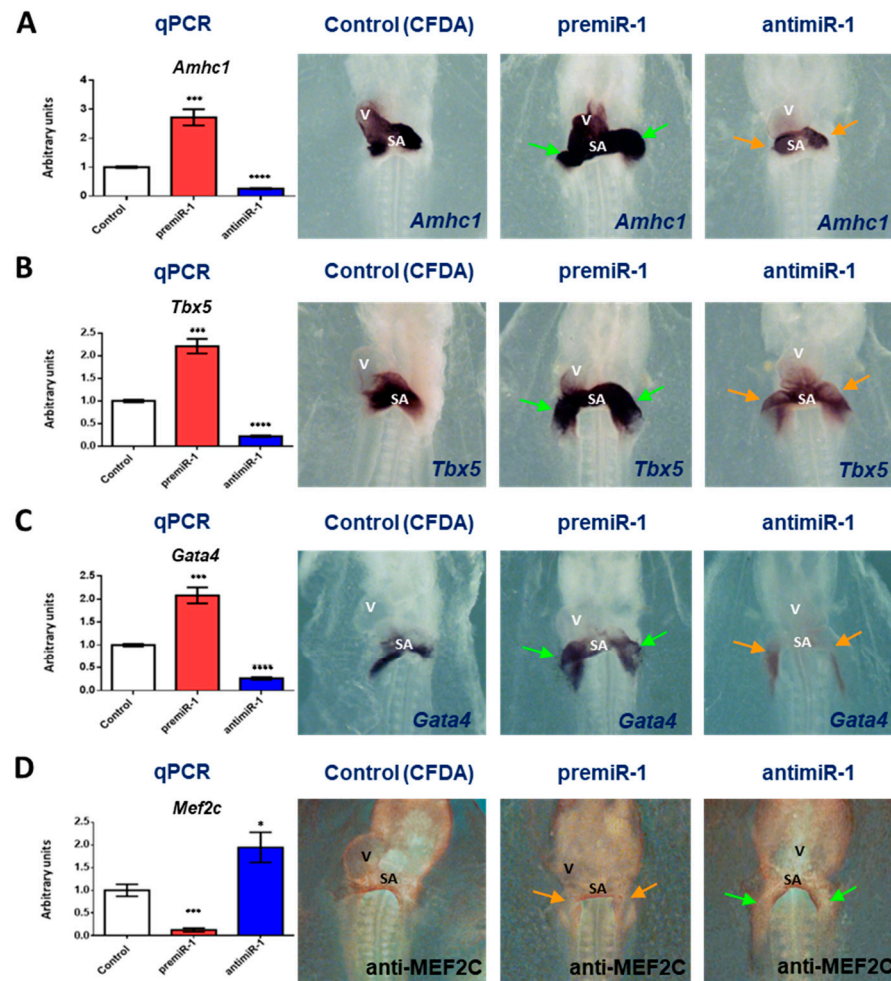 A
qPCR
Control (CFDA)
premiR-1
antimiR-1
Amhc1
Arbitrary units
4
3
2
1
0
***
****
Control
premiR-1
antimiR-1
V
SA
Amhc1
V
SA
Amhc1
SA
Amhc1
B
qPCR
Control (CFDA)
premiR-1
antimiR-1
Tbx5
Arbitrary units
2.5
2.0
1.5
1.0
0.5
0.0
***
****
Control
premiR-1
antimiR-1
V
SA
Tbx5
V
SA
Tbx5
V
SA
Tbx5
C
qPCR
Control (CFDA)
premiR-1
antimiR-1
Gata4
Arbitrary units
2.5
2.0
1.5
1.0
0.5
0.0
***
****
Control
premiR-1
antimiR-1
V
SA
Gata4
V
SA
Gata4
V
SA
Gata4
D
qPCR
Control (CFDA)
premiR-1
antimiR-1
Mef2c
Arbitrary units
2.5
2.0
1.5
1.0
0.5
0.0
***
*
Control
premiR-1
antimiR-1
V
SA
anti-MEF2C
V
SA
anti-MEF2C
V
SA
anti-MEF2C